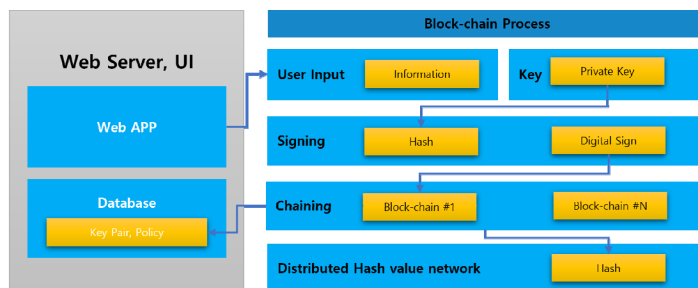 Block-chain Process
Web Server, UI
Web APP
Database
Key Pair, Policy
User Input
Information
Key
Private Key
Signing
Hash
Digital Sign
Chaining
Block-chain #1
Block-chain #N
Distributed Hash value network
Hash